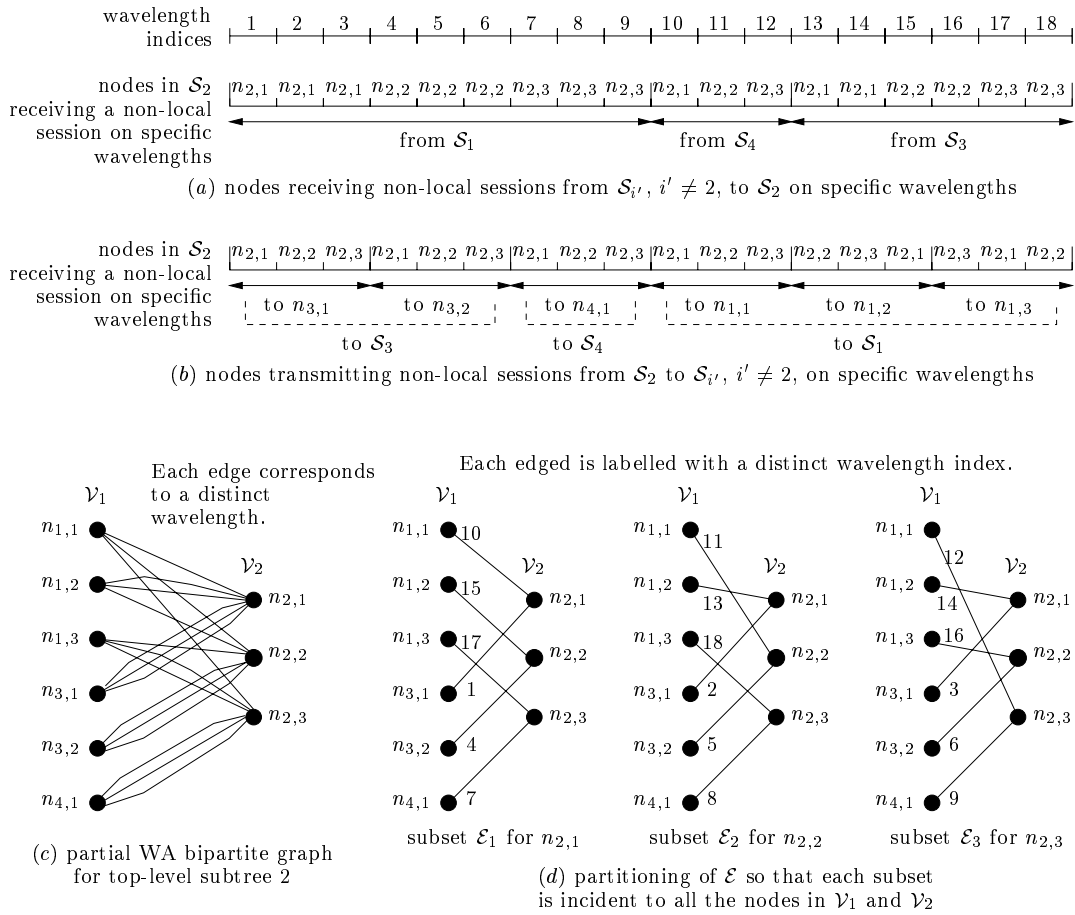 wavelength
indices
1 2 3 4 5 6 7 8 9 10 11 12 13 14 15 16 17 18
nodes in S₂
receiving a non-local
session on specific
wavelengths
n₂,₁ n₂,₁ n₂,₁ n₂,₂ n₂,₂ n₂,₂ n₂,₃ n₂,₃ n₂,₃ n₂,₁ n₂,₂ n₂,₃ n₂,₁ n₂,₁ n₂,₂ n₂,₂ n₂,₃ n₂,₃
from S₁ from S₄ from S₃
(a) nodes receiving non-local sessions from Sᵢ′, i′ ≠ 2, to S₂ on specific wavelengths
nodes in S₂
receiving a non-local
session on specific
wavelengths
n₂,₁ n₂,₂ n₂,₃ n₂,₁ n₂,₂ n₂,₃ n₂,₁ n₂,₂ n₂,₃ n₂,₁ n₂,₂ n₂,₃ n₂,₂ n₂,₃ n₂,₁ n₂,₃ n₂,₁ n₂,₂
to n₃,₁ to n₃,₂ to n₄,₁ to n₁,₁ to n₁,₂ to n₁,₃
to S₃ to S₄ to S₁
(b) nodes transmitting non-local sessions from S₂ to Sᵢ′, i′ ≠ 2, on specific wavelengths
Each edge corresponds
to a distinct
wavelength.
V₁
n₁,₁
n₁,₂
n₁,₃
n₃,₁
n₃,₂
n₄,₁
V₂
n₂,₁
n₂,₂
n₂,₃
(c) partial WA bipartite graph
for top-level subtree 2
Each edged is labelled with a distinct wavelength index.
V₁
n₁,₁ 10
n₁,₂ 15
n₁,₃ 17
n₃,₁ 1
n₃,₂ 4
n₄,₁ 7
V₂
n₂,₁
n₂,₂
n₂,₃
subset E₁ for n₂,₁
V₁
n₁,₁ 11
n₁,₂ 13
n₁,₃ 18
n₃,₁ 2
n₃,₂ 5
n₄,₁ 8
V₂
n₂,₁
n₂,₂
n₂,₃
subset E₂ for n₂,₂
V₁
n₁,₁ 12
n₁,₂ 14
n₁,₃ 16
n₃,₁ 3
n₃,₂ 6
n₄,₁ 9
V₂
n₂,₁
n₂,₂
n₂,₃
subset E₃ for n₂,₃
(d) partitioning of E so that each subset
is incident to all the nodes in V₁ and V₂